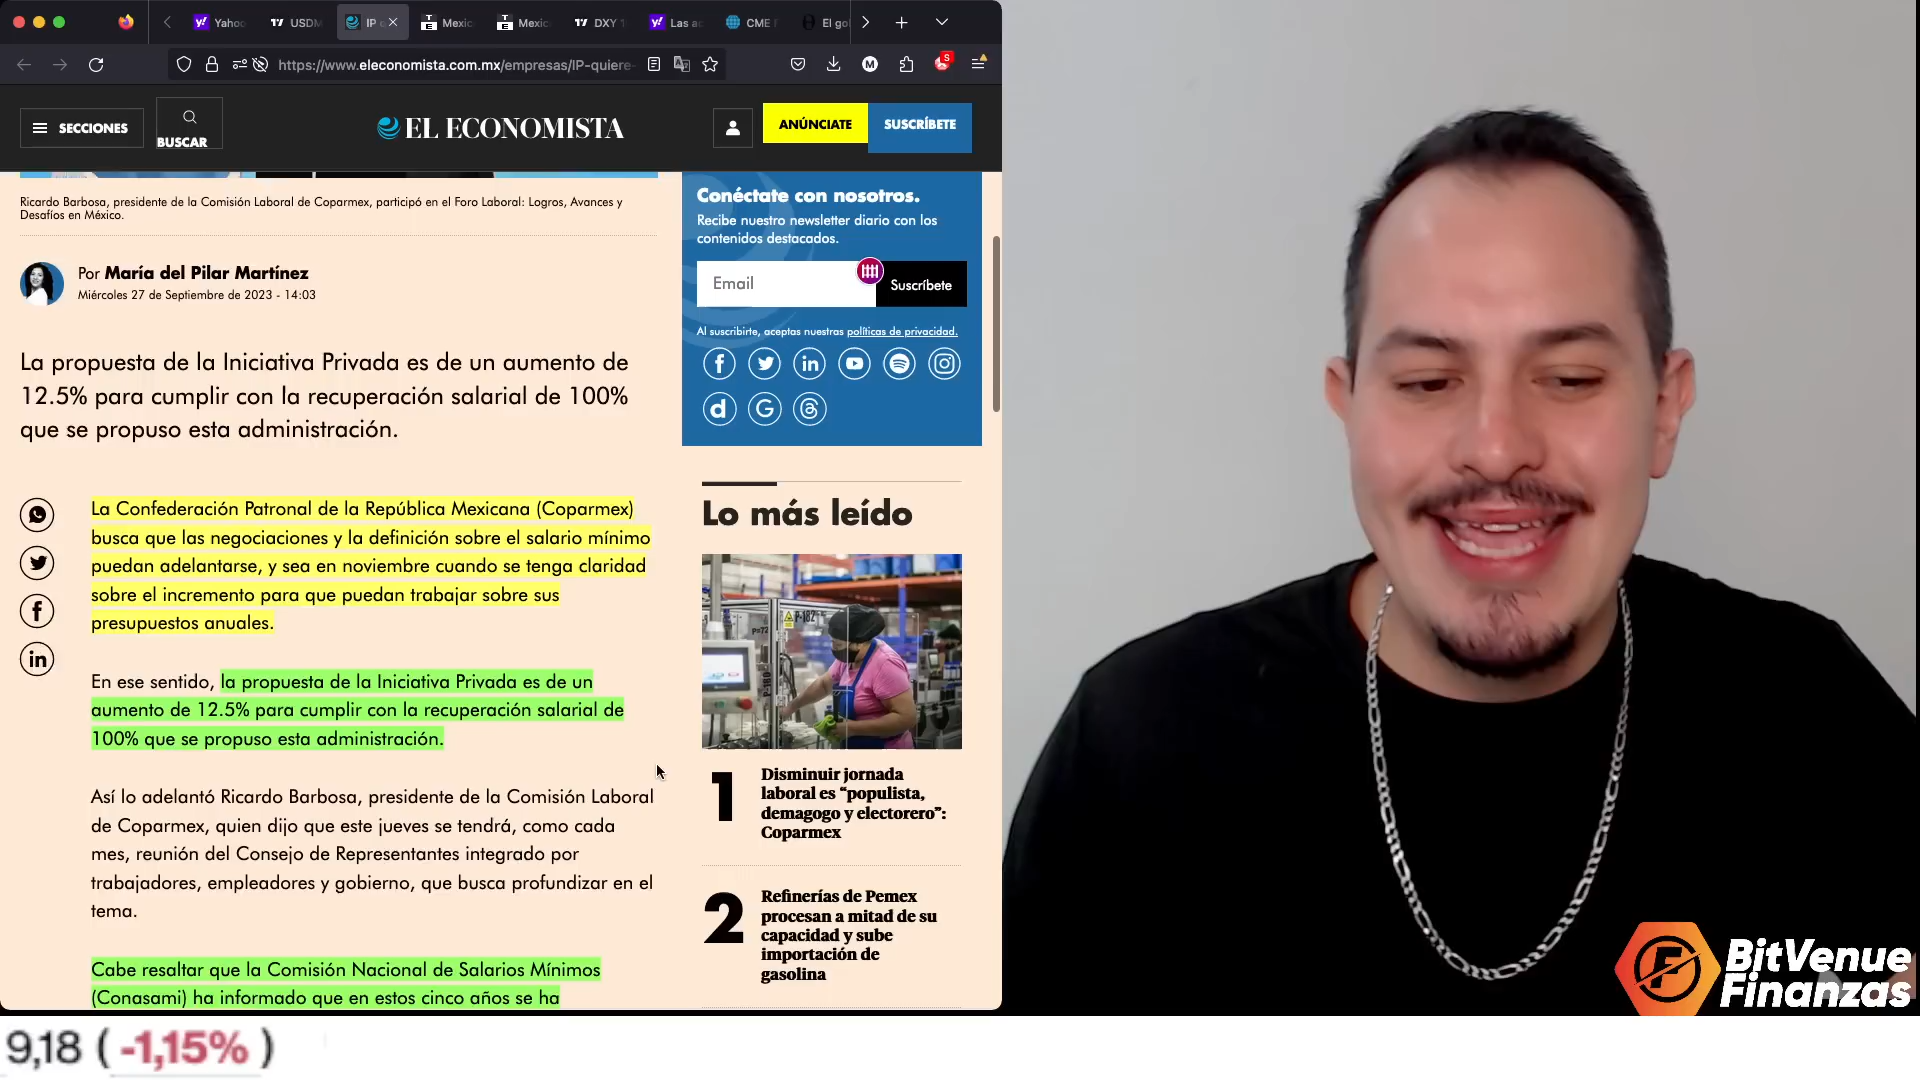 Yaho
USDM
IP
Mexic
Mexic
DXY 1
Las a
CME F
El gol
https://www.eleconomista.com.mx/empresas/IP-quiere-
S
SECCIONES
BUSCAR
EL ECONOMISTA
ANÚNCIATE
SUSCRÍBETE
Ricardo Barbosa, presidente de la Comisión Laboral de Coparmex, participó en el Foro Laboral: Logros, Avances y
Desafíos en México.
Por María del Pilar Martínez
Miércoles 27 de Septiembre de 2023 - 14:03
La propuesta de la Iniciativa Privada es de un aumento de
12.5% para cumplir con la recuperación salarial de 100%
que se propuso esta administración.
La Confederación Patronal de la República Mexicana (Coparmex)
busca que las negociaciones y la definición sobre el salario mínimo
puedan adelantarse, y sea en noviembre cuando se tenga claridad
sobre el incremento para que puedan trabajar sobre sus
presupuestos anuales.
En ese sentido, la propuesta de la Iniciativa Privada es de un
aumento de 12.5% para cumplir con la recuperación salarial de
100% que se propuso esta administración.
Así lo adelantó Ricardo Barbosa, presidente de la Comisión Laboral
de Coparmex, quien dijo que este jueves se tendrá, como cada
mes, reunión del Consejo de Representantes integrado por
trabajadores, empleadores y gobierno, que busca profundizar en el
tema.
Cabe resaltar que la Comisión Nacional de Salarios Mínimos
(Conasami) ha informado que en estos cinco años se ha
Conéctate con nosotros.
Recibe nuestro newsletter diario con los
contenidos destacados.
Email
Suscríbete
Al suscribirte, aceptas nuestras políticas de privacidad.
Lo más leído
P-182
1
Disminuir jornada
laboral es “populista,
demagogo y electorero”:
Coparmex
2
Refinerías de Pemex
procesan a mitad de su
capacidad y sube
importación de
gasolina
BitVenue
Finanzas
9,18 ( -1,15% )